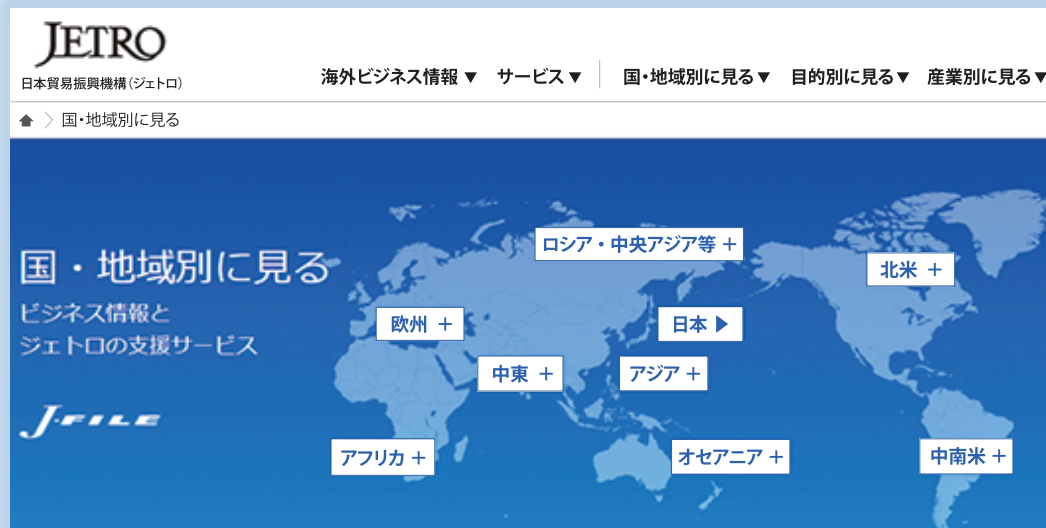 JETRO
日本貿易振興機構(ジェトロ)
海外ビジネス情報 ▼ サービス ▼ 国・地域別に見る ▼ 目的別に見る ▼ 産業別に見る ▼
国・地域別に見る
ロシア・中央アジア等 +
北米 +
国・地域別に見る
ビジネス情報と
ジェトロの支援サービス
欧州 +
日本 ▶
中東 +
アジア +
J-FILE
アフリカ +
オセアニア +
中南米 +